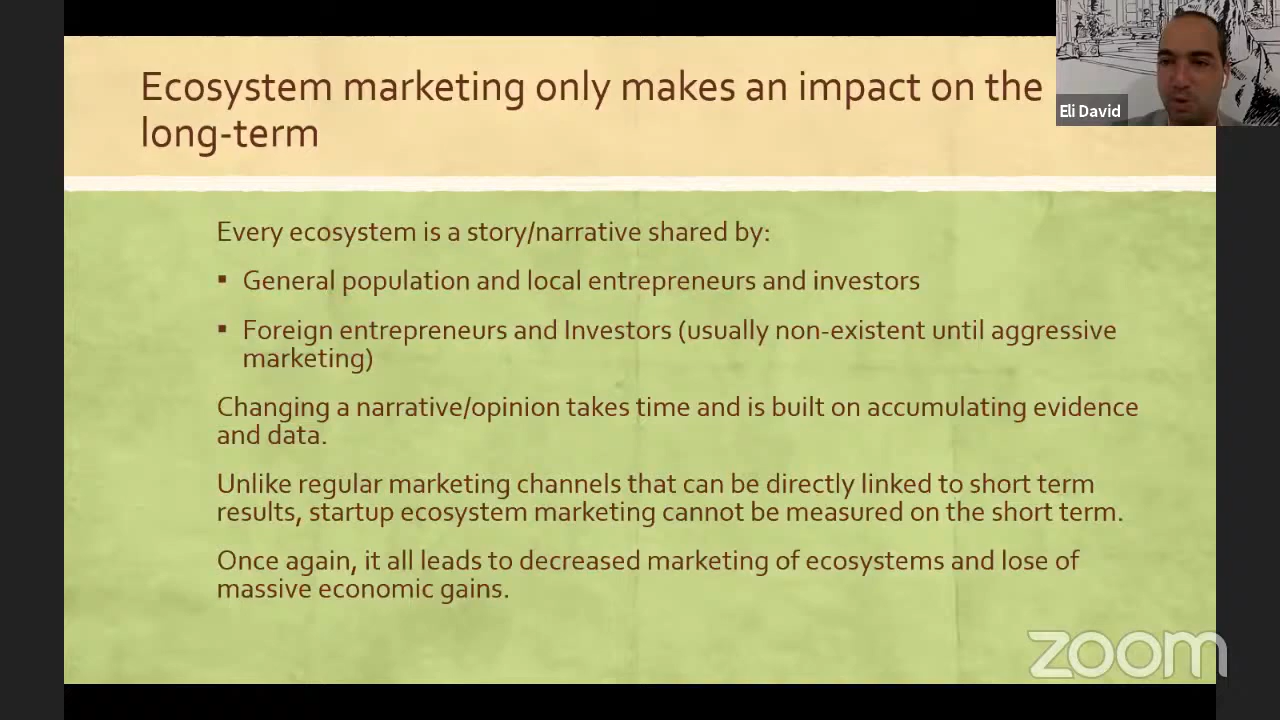 Ecosystem marketing only makes an impact on the
long-term
Eli David
Every ecosystem is a story/narrative shared by:
▪ General population and local entrepreneurs and investors
▪ Foreign entrepreneurs and Investors (usually non-existent until aggressive
marketing)
Changing a narrative/opinion takes time and is built on accumulating evidence
and data.
Unlike regular marketing channels that can be directly linked to short term
results, startup ecosystem marketing cannot be measured on the short term.
Once again, it all leads to decreased marketing of ecosystems and lose of
massive economic gains.
zoom